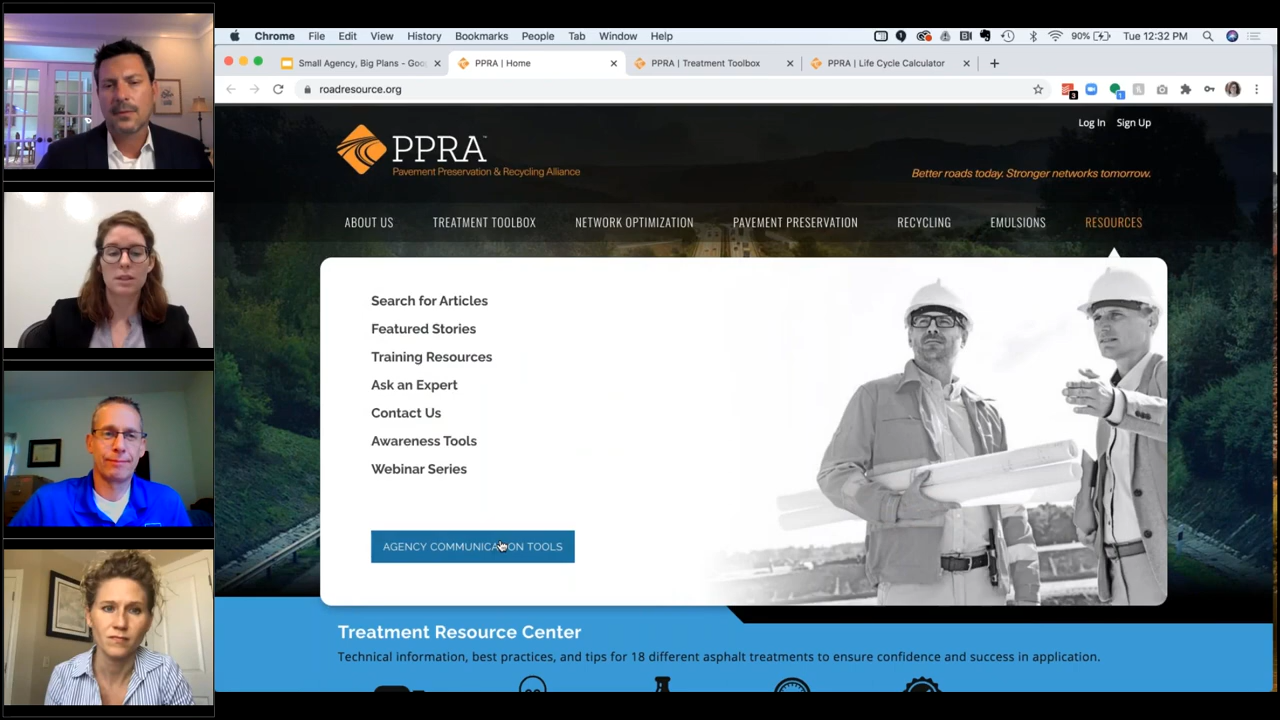 Chrome File Edit View History Bookmarks People Tab Window Help 90% Tue 12:32 PM
Small Agency, Big Plans - Goo
PPRA | Home
PPRA | Treatment Toolbox
PPRA | Life Cycle Calculator
roadresource.org
3
1
Log In Sign Up
PPRA™
Pavement Preservation & Recycling Alliance
Better roads today. Stronger networks tomorrow.
ABOUT US TREATMENT TOOLBOX NETWORK OPTIMIZATION PAVEMENT PRESERVATION RECYCLING EMULSIONS RESOURCES
Search for Articles
Featured Stories
Training Resources
Ask an Expert
Contact Us
Awareness Tools
Webinar Series
AGENCY COMMUNICATION TOOLS
Treatment Resource Center
Technical information, best practices, and tips for 18 different asphalt treatments to ensure confidence and success in application.